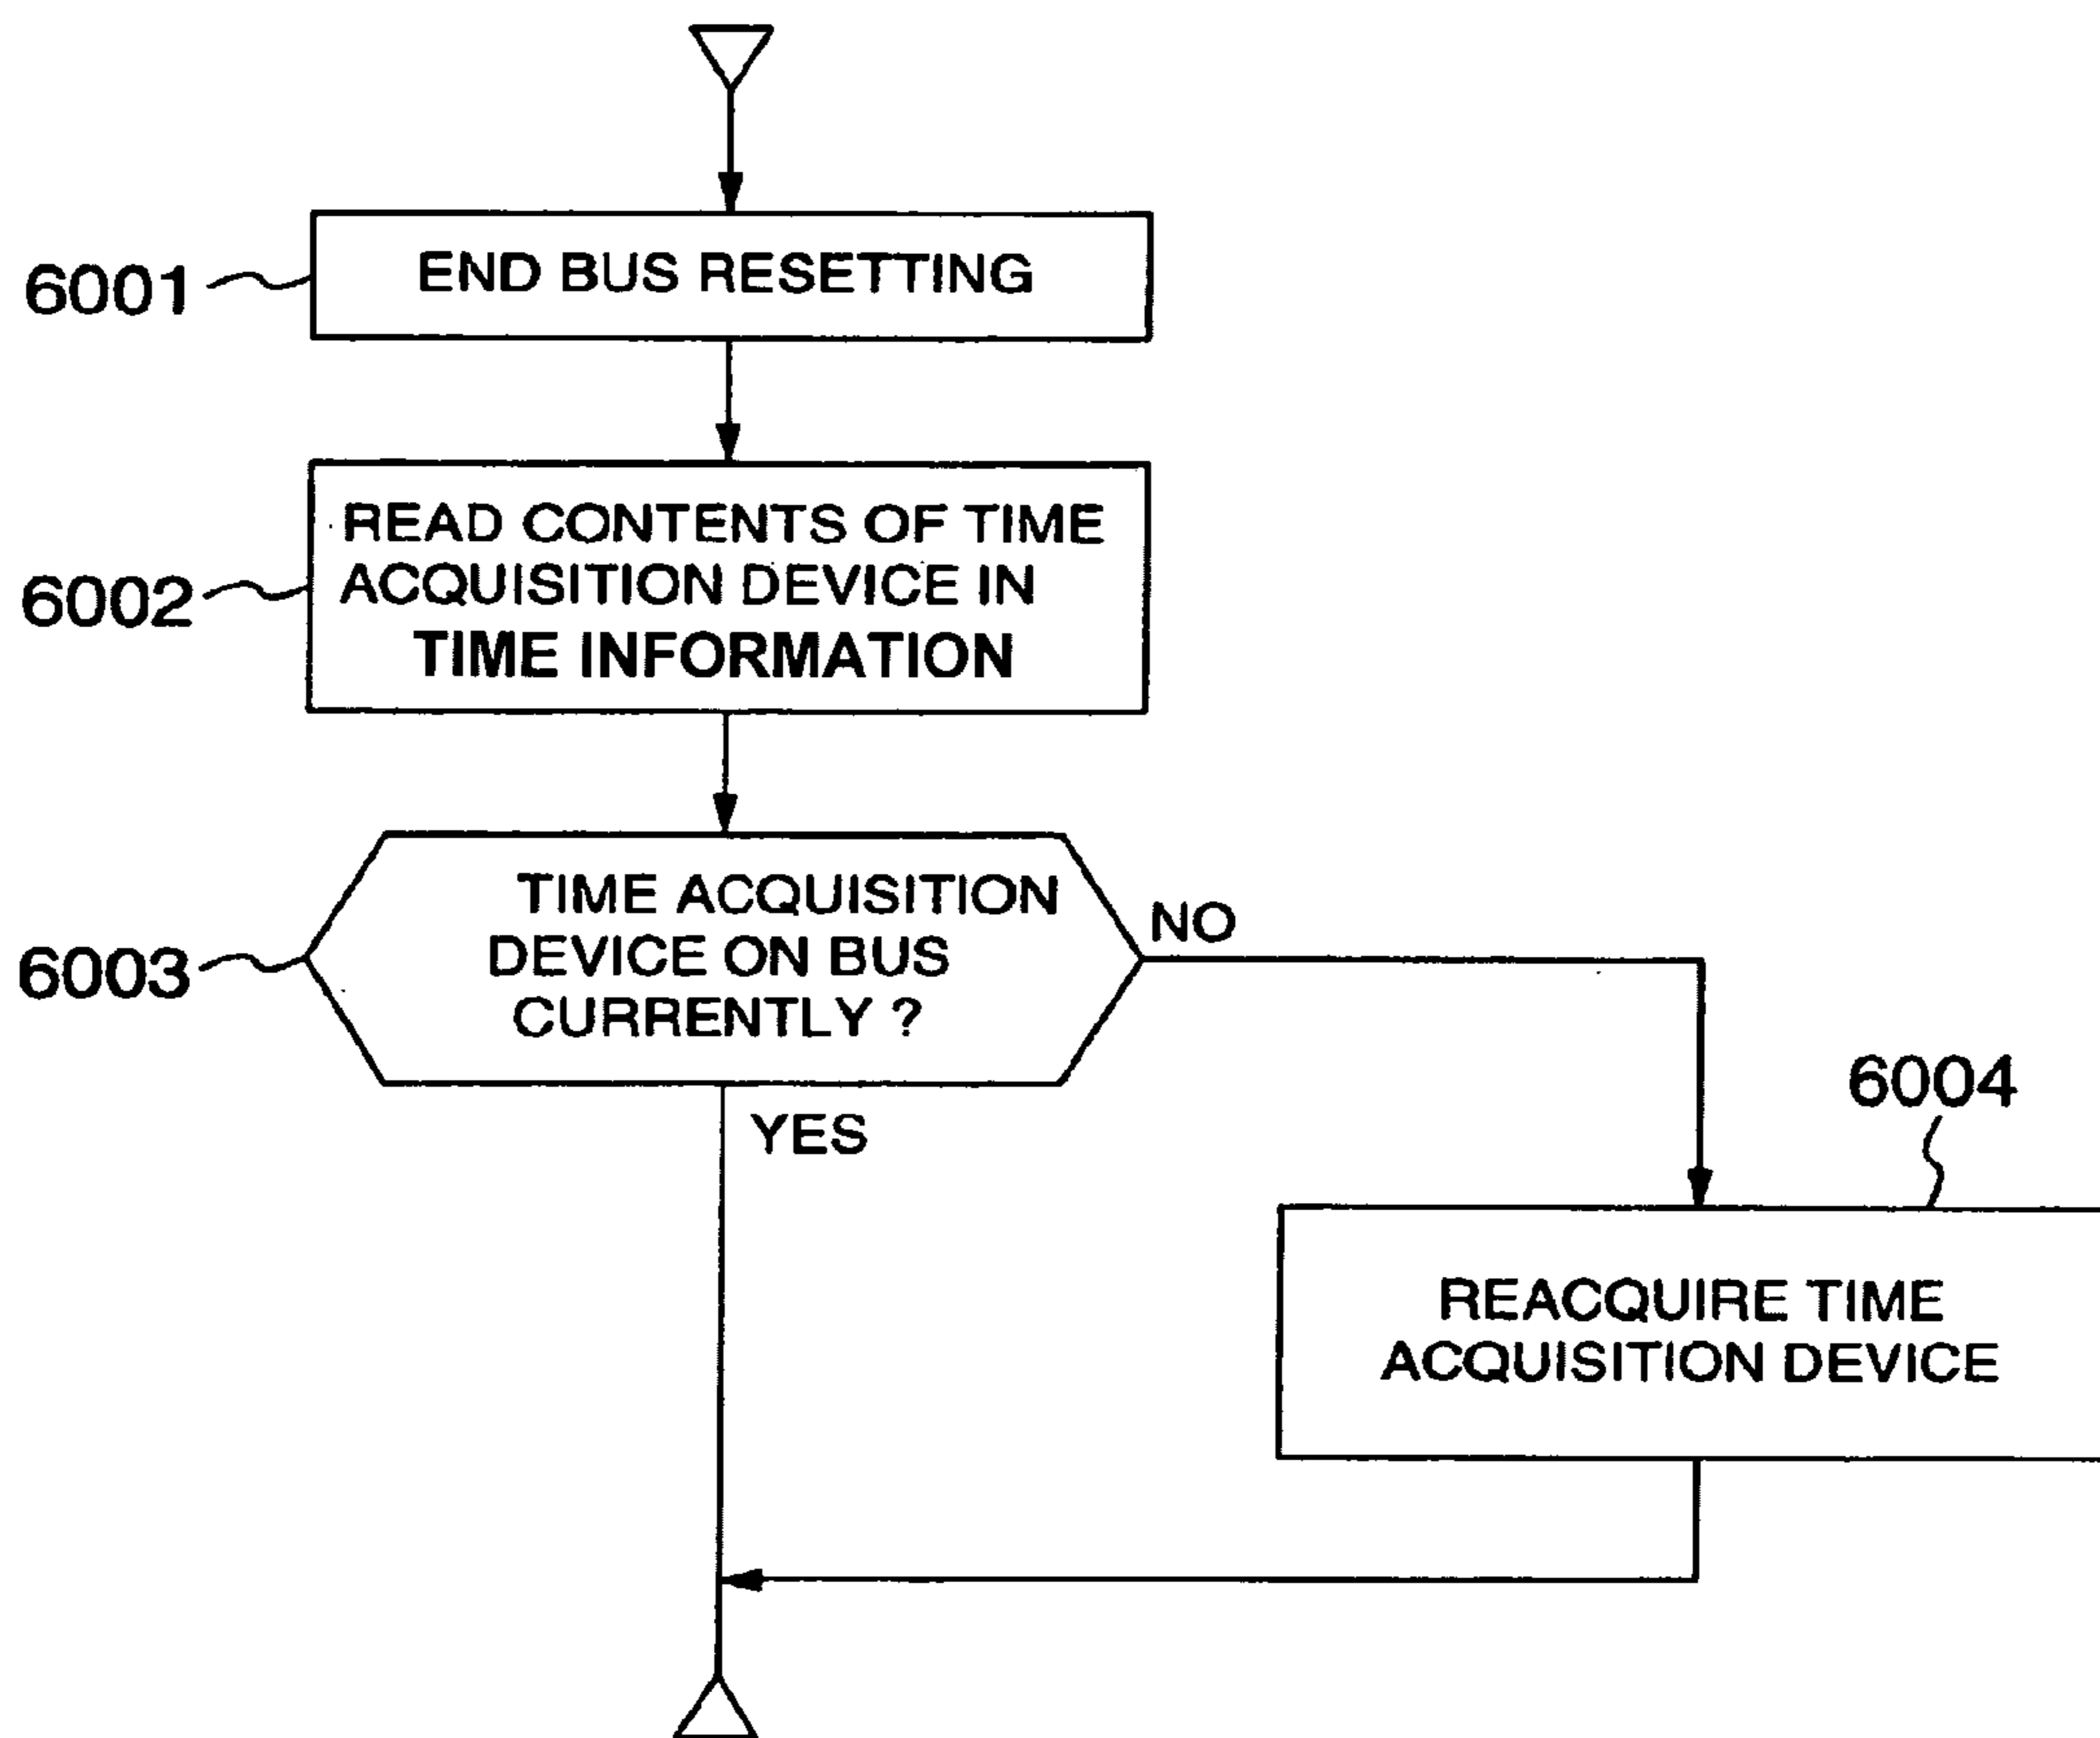 6001
END BUS RESETTING
6002
READ CONTENTS OF TIME
ACQUISITION DEVICE IN
TIME INFORMATION
6003
TIME ACQUISITION
DEVICE ON BUS
CURRENTLY ?
NO
YES
6004
REACQUIRE TIME
ACQUISITION DEVICE